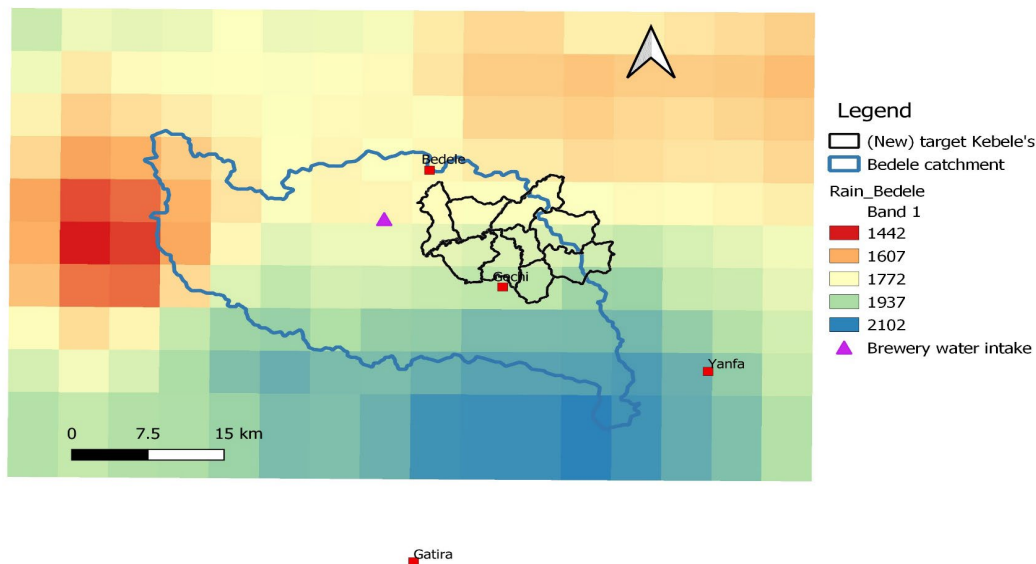 Legend
(New) target Kebele's
Bedele catchment
Rain_Bedele
Band 1
1442
1607
1772
1937
2102
Brewery water intake
Bedele
Gechi
Yanfa
0 7.5 15 km
Gatira